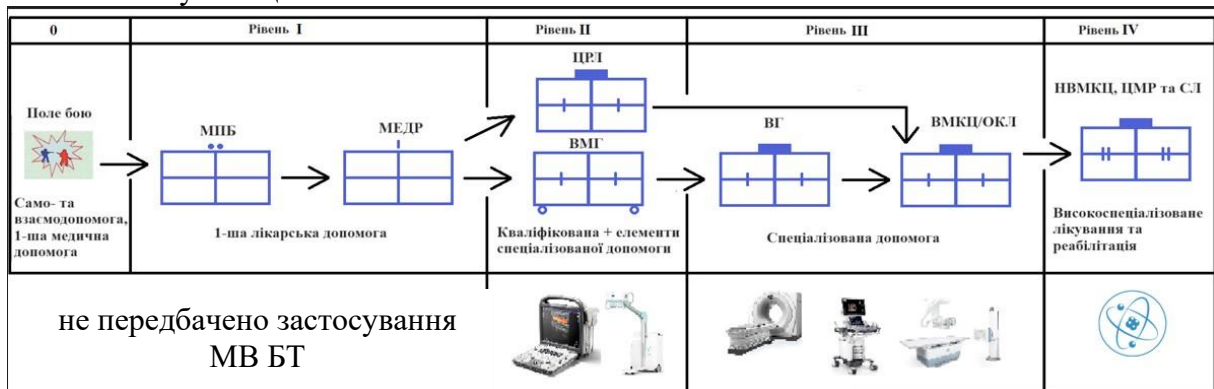 0
Рівень I
Рівень II
Рівень III
Рівень IV
Поле бою
Само- та
взаємодопомога,
1-ша медична
допомога
МПБ
МЕДР
1-ша лікарська допомога
ЦРЛ
ВМГ
Кваліфікована + елементи
спеціалізованої допомоги
ВГ
ВМКЦ/ОКЛ
Спеціалізована допомога
НВМКЦ, ЦМР та СЛ
Високоспеціалізоване
лікування та
реабілітація
не передбачено застосування
МВ БТ